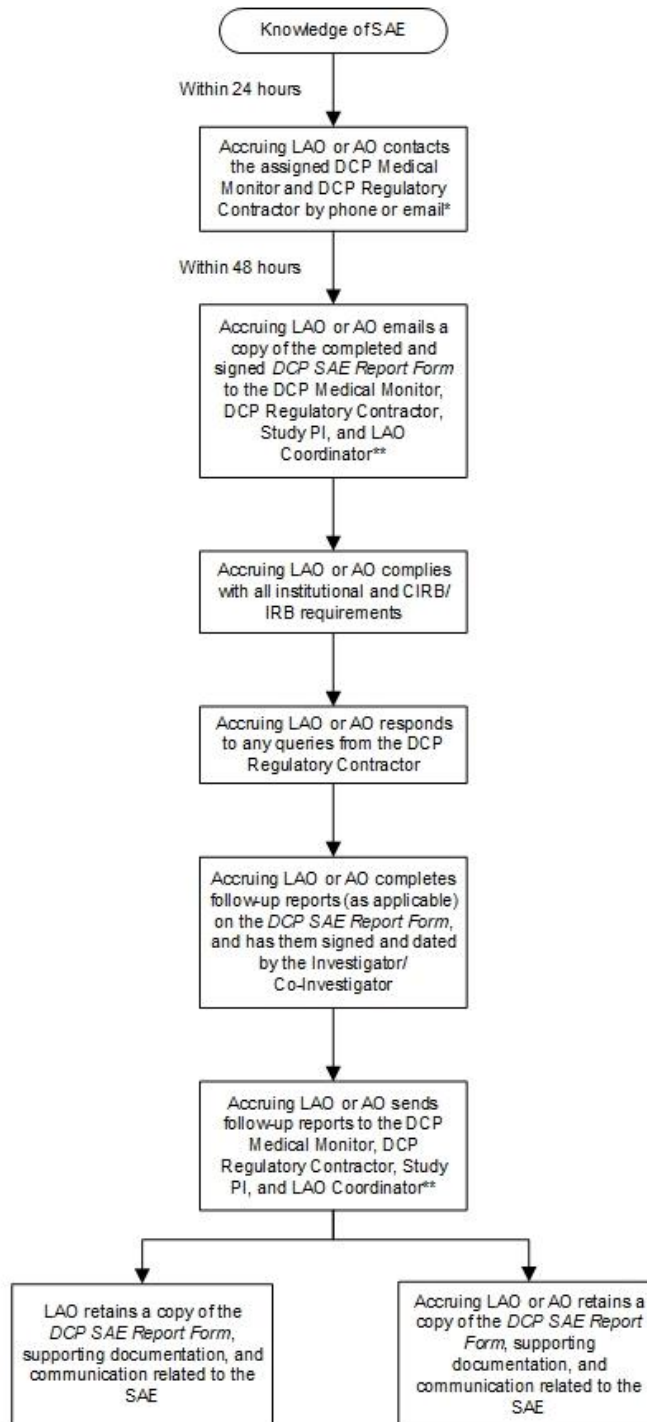 Knowledge of SAE
Within 24 hours
Accruing LAO or AO contacts
the assigned DCP Medical
Monitor and DCP Regulatory
Contractor by phone or email*
Within 48 hours
Accruing LAO or AO emails a
copy of the completed and
signed DCP SAE Report Form
to the DCP Medical Monitor,
DCP Regulatory Contractor,
Study PI, and LAO
Coordinator**
Accruing LAO or AO complies
with all institutional and CIRB/
IRB requirements
Accruing LAO or AO responds
to any queries from the DCP
Regulatory Contractor
Accruing LAO or AO completes
follow-up reports (as applicable)
on the DCP SAE Report Form,
and has them signed and dated
by the Investigator/
Co-Investigator
Accruing LAO or AO sends
follow-up reports to the DCP
Medical Monitor, DCP
Regulatory Contractor, Study
PI, and LAO Coordinator**
LAO retains a copy of the
DCP SAE Report Form,
supporting documentation, and
communication related to the
SAE
Accruing LAO or AO retains a
copy of the DCP SAE Report
Form, supporting
documentation, and
communication related to the
SAE